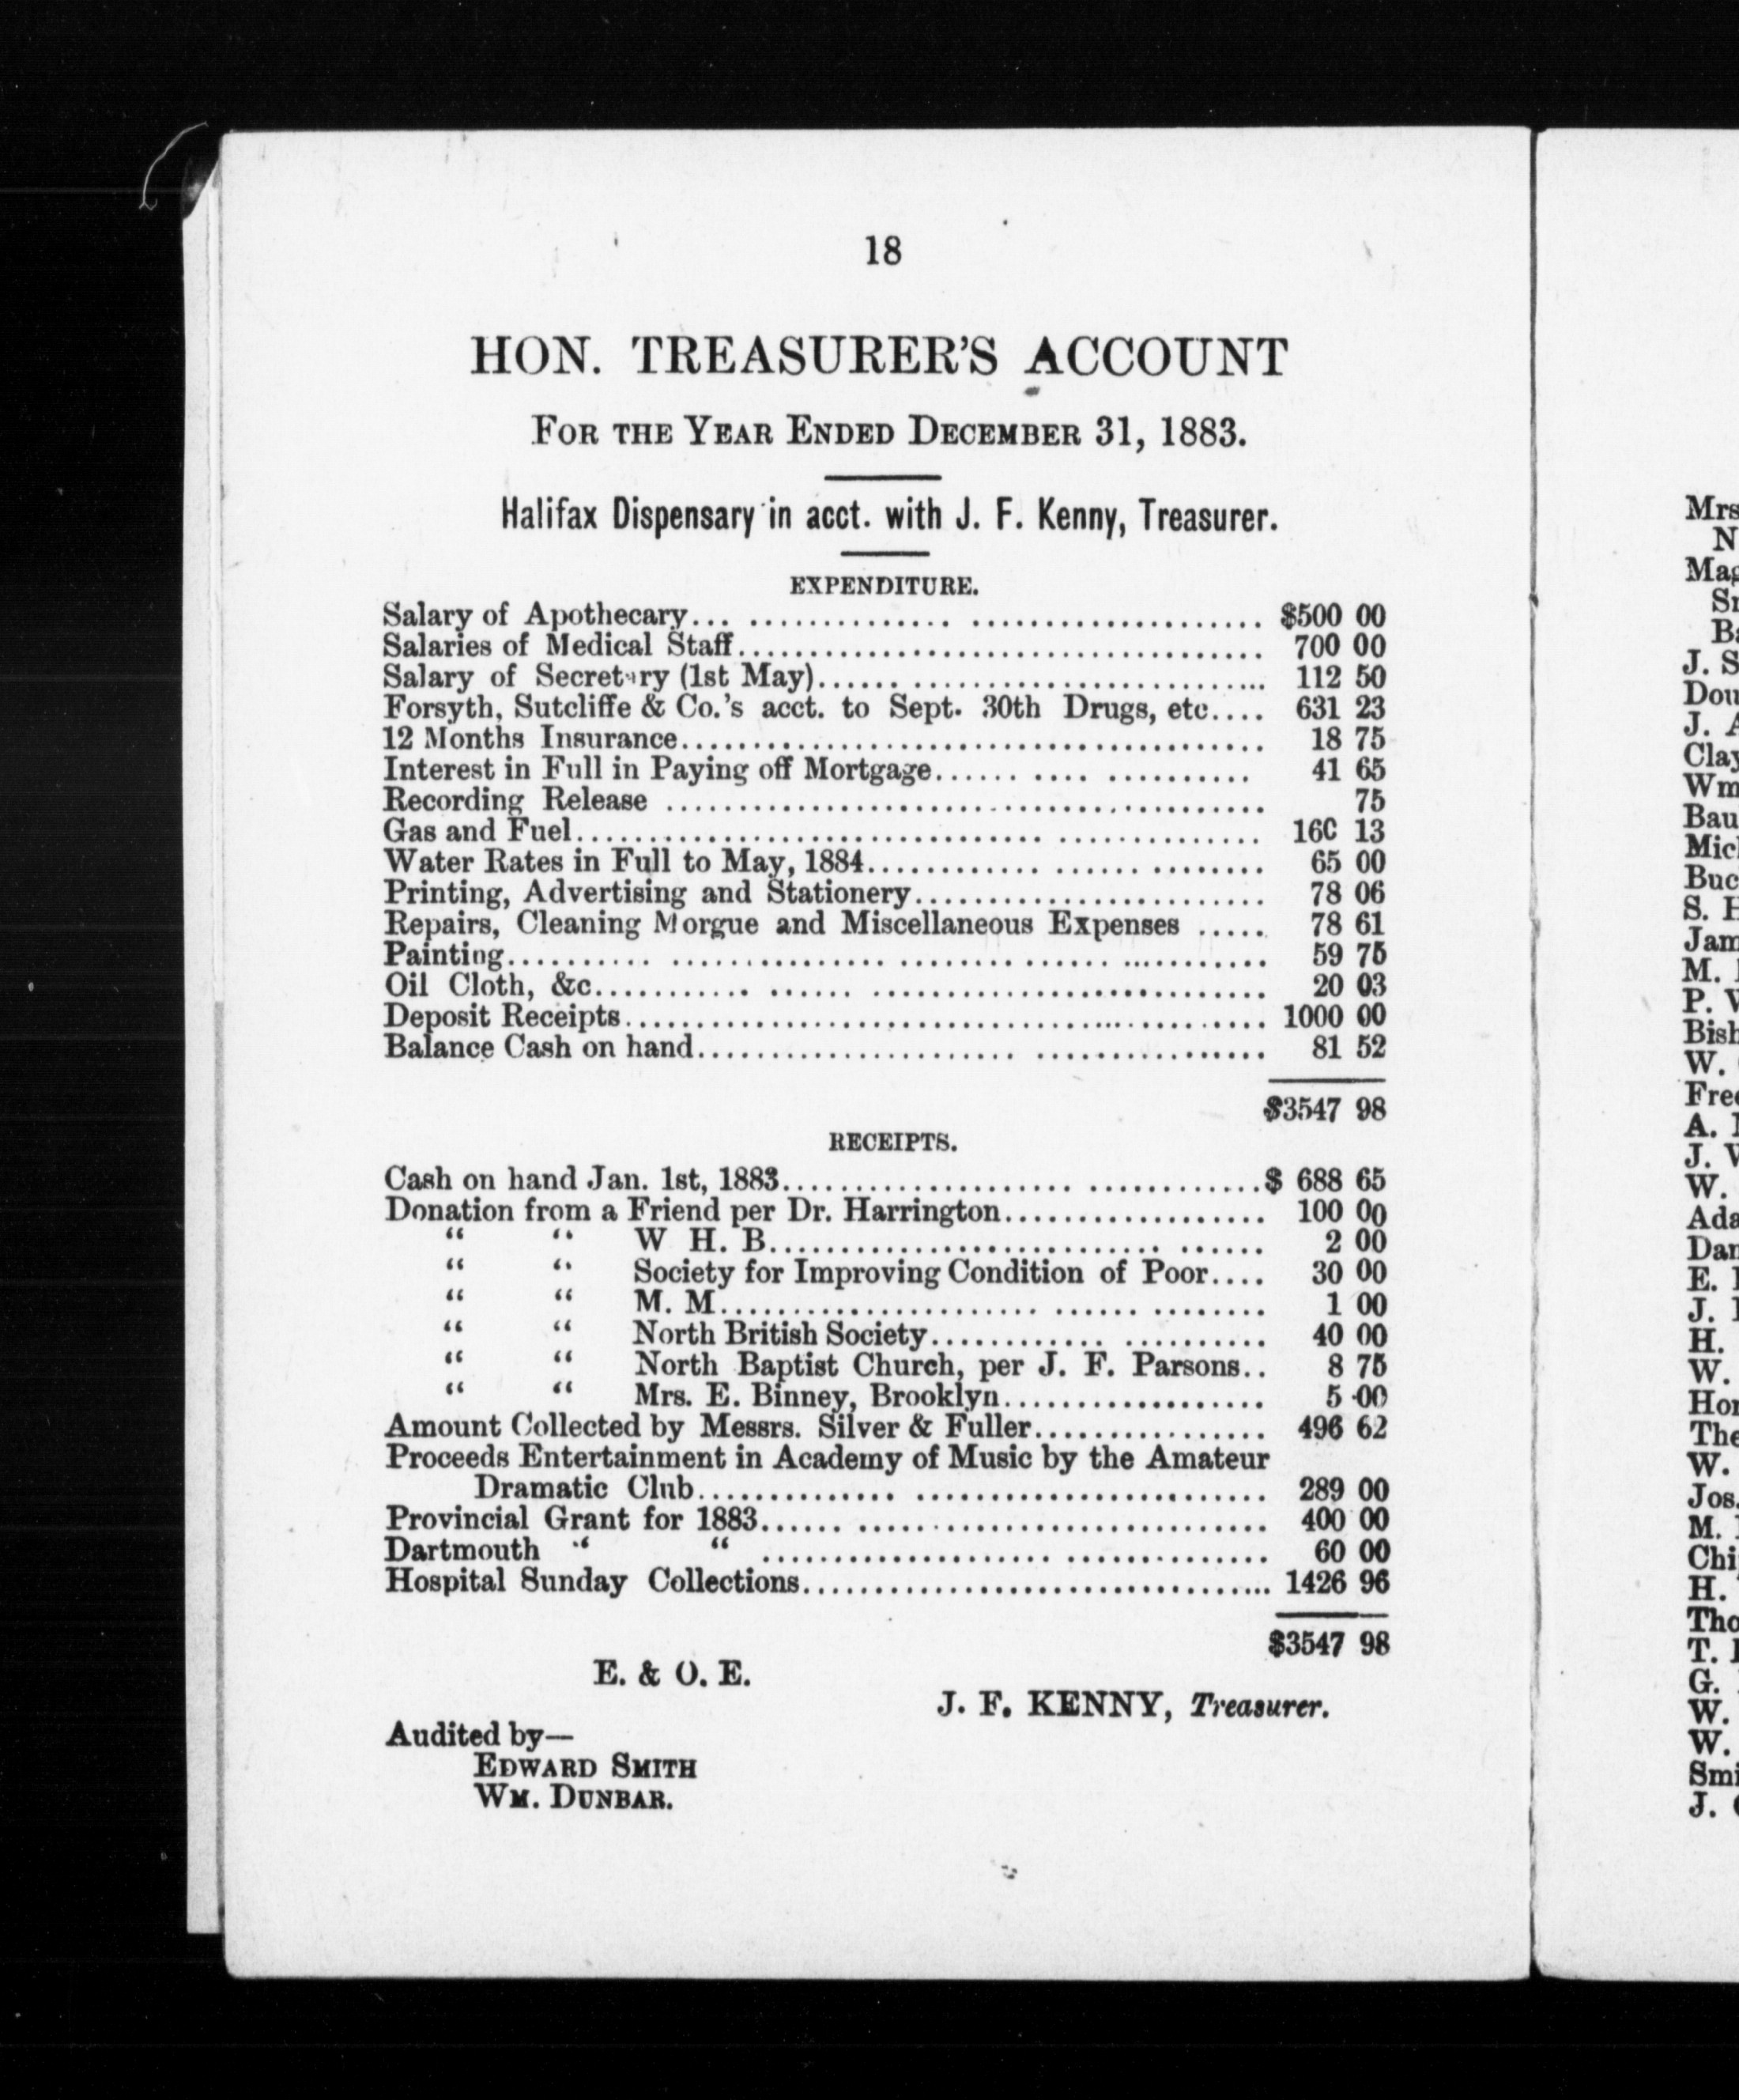 18
HON. TREASURER'S ACCOUNT
FOR THE YEAR ENDED DECEMBER 31, 1883.
Halifax Dispensary in acct. with J. F. Kenny, Treasurer.
EXPENDITURE.
Salary of Apothecary... .............. ..................... $500 00
Salaries of Medical Staff..................................... 700 00
Salary of Secretary (1st May)...... ......................... 112 50
Forsyth, Sutcliffe & Co.'s acct. to Sept. 30th Drugs, etc.... 631 23
12 Months Insurance......................................... 18 75
Interest in Full in Paying off Mortgage...... .... .......... 41 65
Recording Release .......................................... 75
Gas and Fuel................................. .............. 160 13
Water Rates in Full to May, 1884............ ...... ........ 65 00
Printing, Advertising and Stationery......................... 78 06
Repairs, Cleaning Morgue and Miscellaneous Expenses ..... 78 61
Painting.......... ............... ........... ...... .......... 59 75
Oil Cloth, &c........... ...... ............................ 20 03
Deposit Receipts............................................. 1000 00
Balance Cash on hand........................ ................ 81 52
$3547 98
RECEIPTS.
Cash on hand Jan. 1st, 1883.................... ............$ 688 65
Donation from a Friend per Dr. Harrington................... 100 00
" " W H. B............................ ...... 2 00
" " Society for Improving Condition of Poor.... 30 00
" " M. M....................... ...... ........ 1 00
" " North British Society............ .......... 40 00
" " North Baptist Church, per J. F. Parsons.. 8 75
" " Mrs. E. Binney, Brooklyn................... 5 00
Amount Collected by Messrs. Silver & Fuller................. 496 62
Proceeds Entertainment in Academy of Music by the Amateur
Dramatic Club.............. ......................... 289 00
Provincial Grant for 1883...... ............................. 400 00
Dartmouth " " ..................... .............. 60 00
Hospital Sunday Collections................................. 1426 96
$3547 98
E. & O. E.
J. F. KENNY, Treasurer.
Audited by—
EDWARD SMITH
WM. DUNBAR.
Mrs
J. S
W.
E.
J.
H.
W.
W.
H.
G.
W.
W.
J.